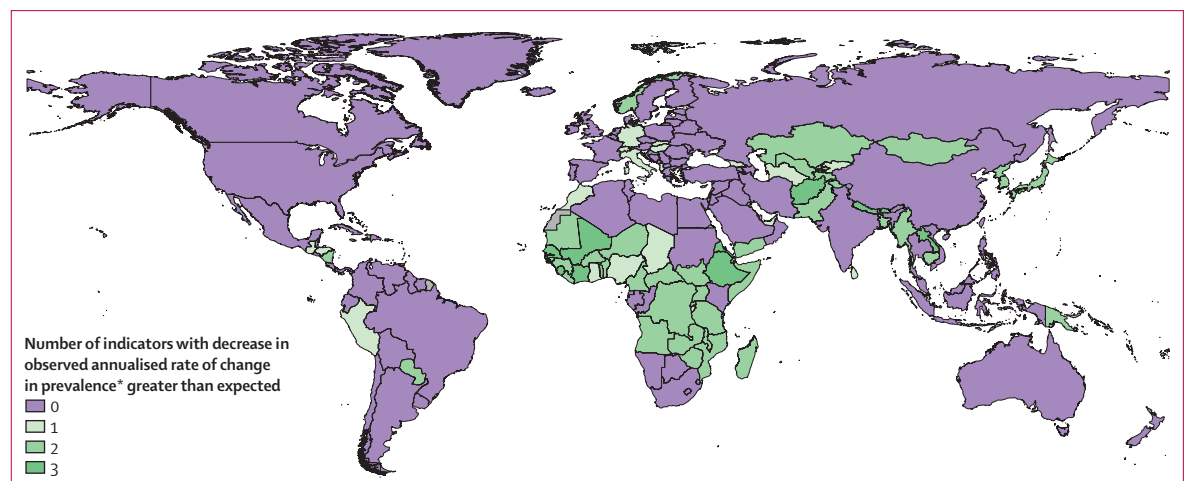 Number of indicators with decrease in
observed annualised rate of change
in prevalence* greater than expected
0
1
2
3